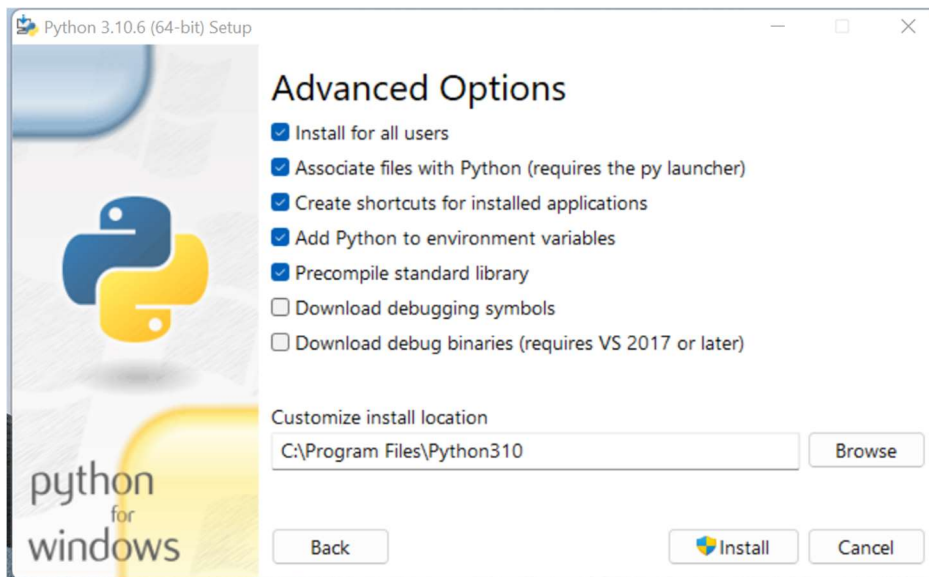 Python 3.10.6 (64-bit) Setup
Advanced Options
Install for all users
Associate files with Python (requires the py launcher)
Create shortcuts for installed applications
Add Python to environment variables
Precompile standard library
Download debugging symbols
Download debug binaries (requires VS 2017 or later)
Customize install location
C:\Program Files\Python310
Browse
python
for
windows
Back
Install
Cancel